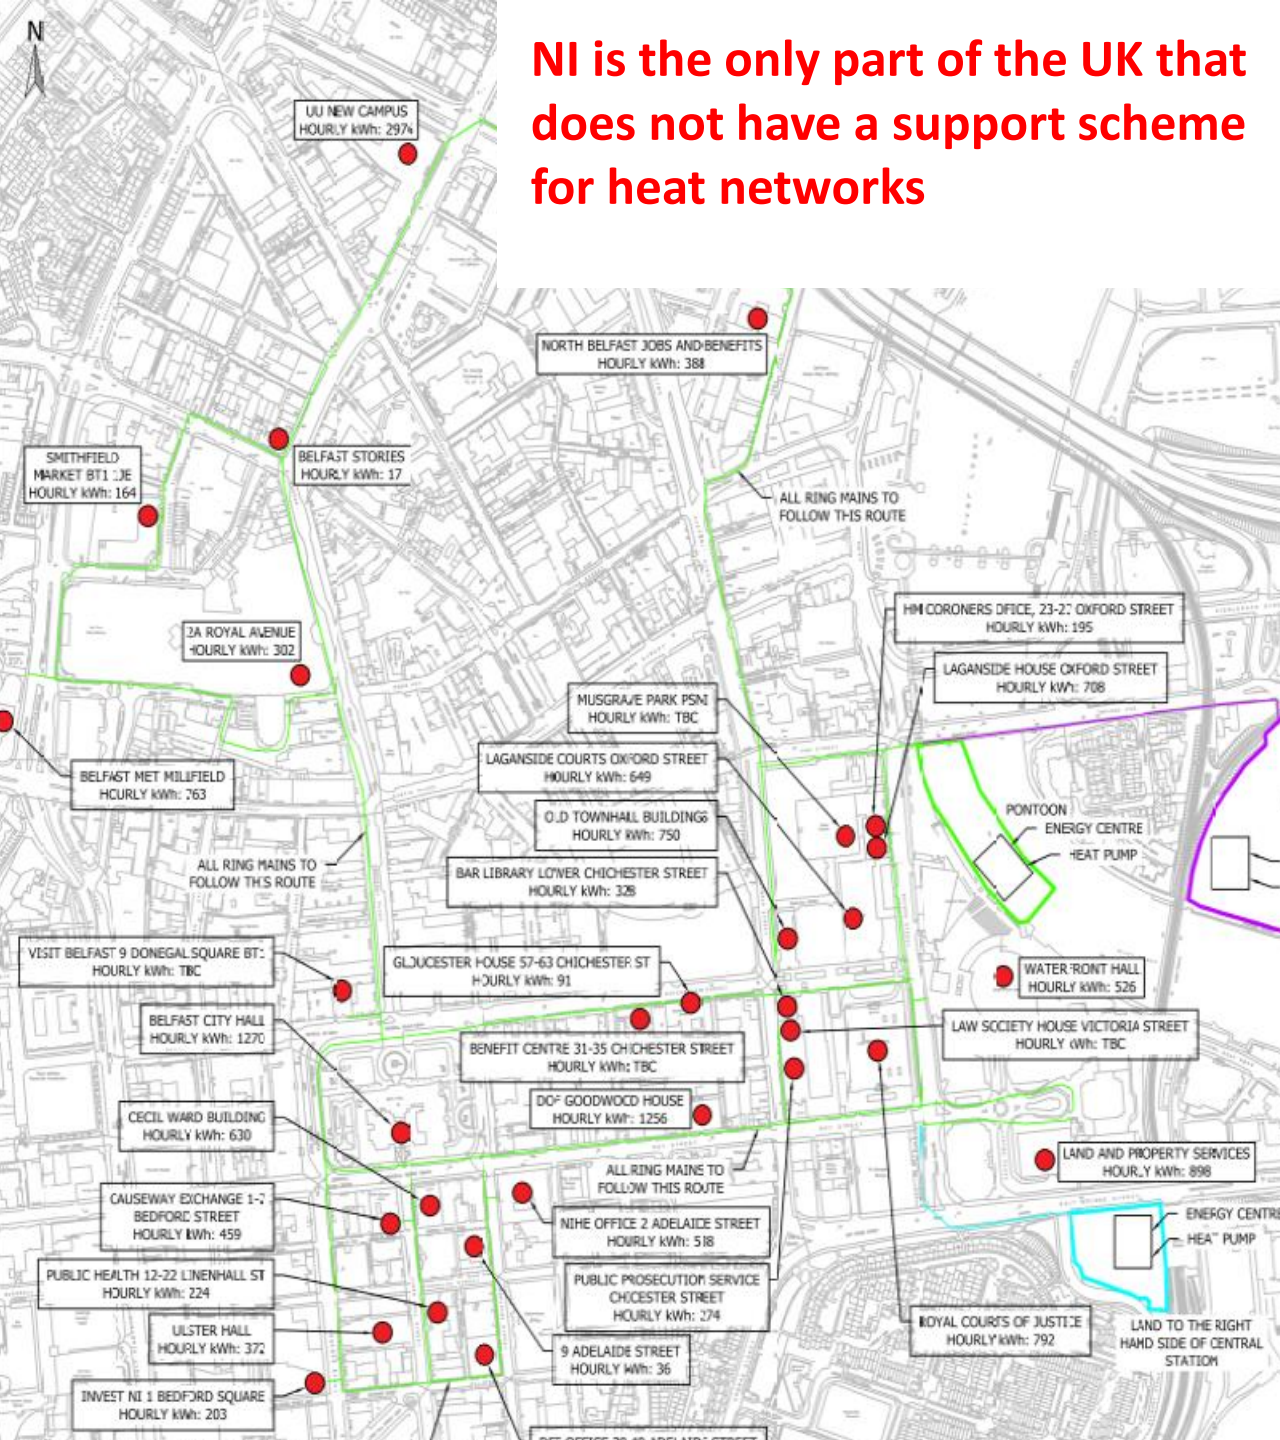 N
NI is the only part of the UK that
does not have a support scheme
for heat networks
UU NEW CAMPUS
HOURLY kWh: 2974
NORTH BELFAST JOBS AND BENEFITS
HOURLY kWh: 388
SMITHFIELD
MARKET BT1 1JE
HOURLY kWh: 164
BELFAST STORIES
HOURLY kWh: 17
ALL RING MAINS TO
FOLLOW THIS ROUTE
HM CORONERS OFICE, 23-27 OXFORD STREET
HOURLY kWh: 195
2A ROYAL AVENUE
HOURLY kWh: 302
LAGANSIDE HOUSE OXFORD STREET
HOURLY kWh: 708
MUSGRAVE PARK PSNI
HOURLY kWh: TBC
LAGANSIDE COURTS OXFORD STREET
HOURLY kWh: 649
BELFAST MET MILLFIELD
HOURLY kWh: 763
OLD TOWNHALL BUILDINGS
HOURLY kWh: 750
PONTOON
ENERGY CENTRE
HEAT PUMP
ALL RING MAINS TO
FOLLOW THIS ROUTE
BAR LIBRARY LOWER CHICHESTER STREET
HOURLY kWh: 328
VISIT BELFAST 9 DONEGAL SQUARE BT1
HOURLY kWh: TBC
GLOUCESTER HOUSE 57-63 CHICHESTER ST
HOURLY kWh: 91
WATERFRONT HALL
HOURLY kWh: 526
BELFAST CITY HALL
HOURLY kWh: 1270
LAW SOCIETY HOUSE VICTORIA STREET
HOURLY kWh: TBC
BENEFIT CENTRE 31-35 CHICHESTER STREET
HOURLY kWh: TBC
DOF GOODWOOD HOUSE
HOURLY kWh: 1256
CECIL WARD BUILDING
HOURLY kWh: 630
LAND AND PROPERTY SERVICES
HOURLY kWh: 898
ALL RING MAINS TO
FOLLOW THIS ROUTE
CAUSEWAY EXCHANGE 1-7
BEDFORD STREET
HOURLY kWh: 459
NIHE OFFICE 2 ADELAIDE STREET
HOURLY kWh: 518
ENERGY CENTRE
HEAT PUMP
PUBLIC HEALTH 12-22 LINENHALL ST
HOURLY kWh: 224
PUBLIC PROSECUTION SERVICE
CHICESTER STREET
HOURLY kWh: 274
ULSTER HALL
HOURLY kWh: 372
ROYAL COURTS OF JUSTICE
HOURLY kWh: 792
LAND TO THE RIGHT
HAND SIDE OF CENTRAL
STATION
9 ADELAIDE STREET
HOURLY kWh: 36
INVEST NI 1 BEDFORD SQUARE
HOURLY kWh: 203